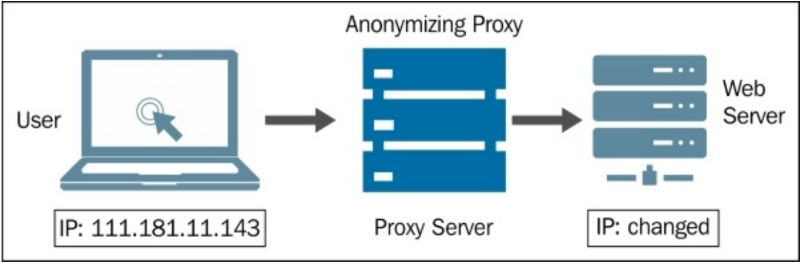 Anonymizing Proxy
User
Web
Server
IP: 111.181.11.143
Proxy Server
IP: changed